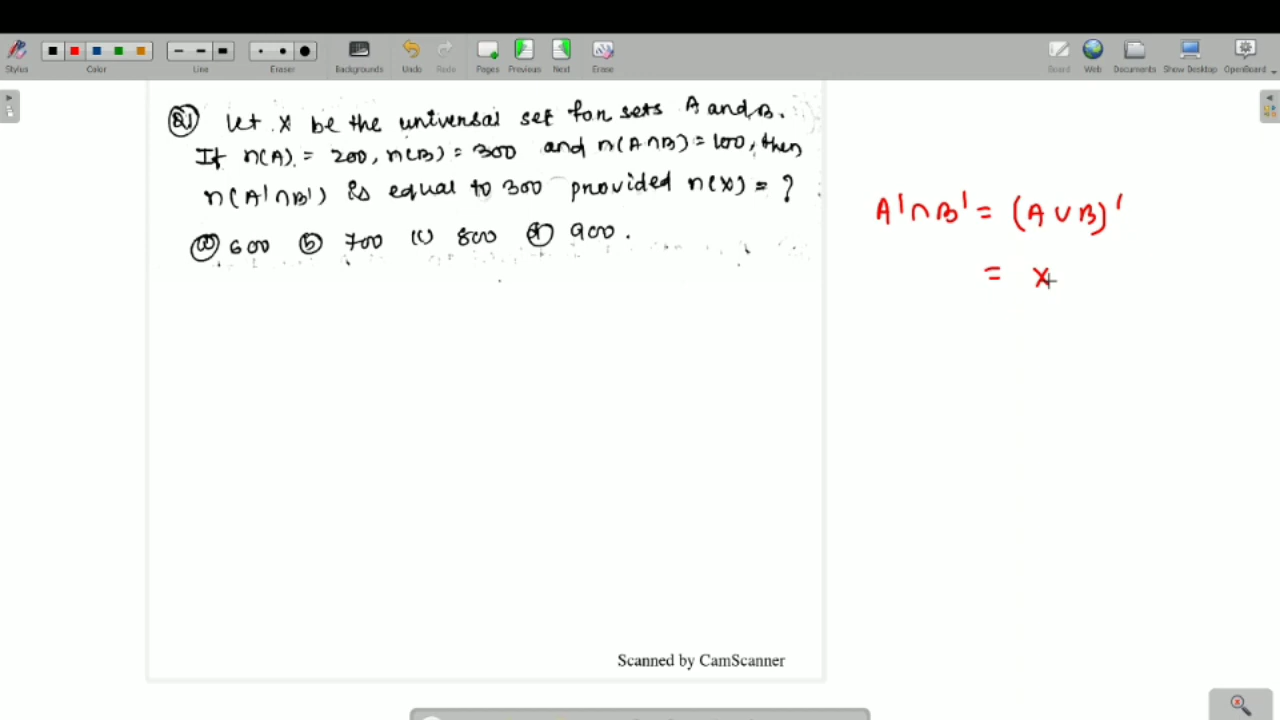 Stylus
Color
Line
Eraser
Backgrounds
Undo
Redo
Pages
Previous
Next
Erase
Board
Web
Documents
Show Desktop
OpenBoard
Q1 Let X be the universal set for sets A and B.
If n(A) = 200, n(B) = 300 and n(A∩B) = 100, then
n(A'∩B') is equal to 300 provided n(X) = ?
(a) 600 (b) 700 (c) 800 (d) 900.
A'∩B' = (A∪B)'
= X
Scanned by CamScanner